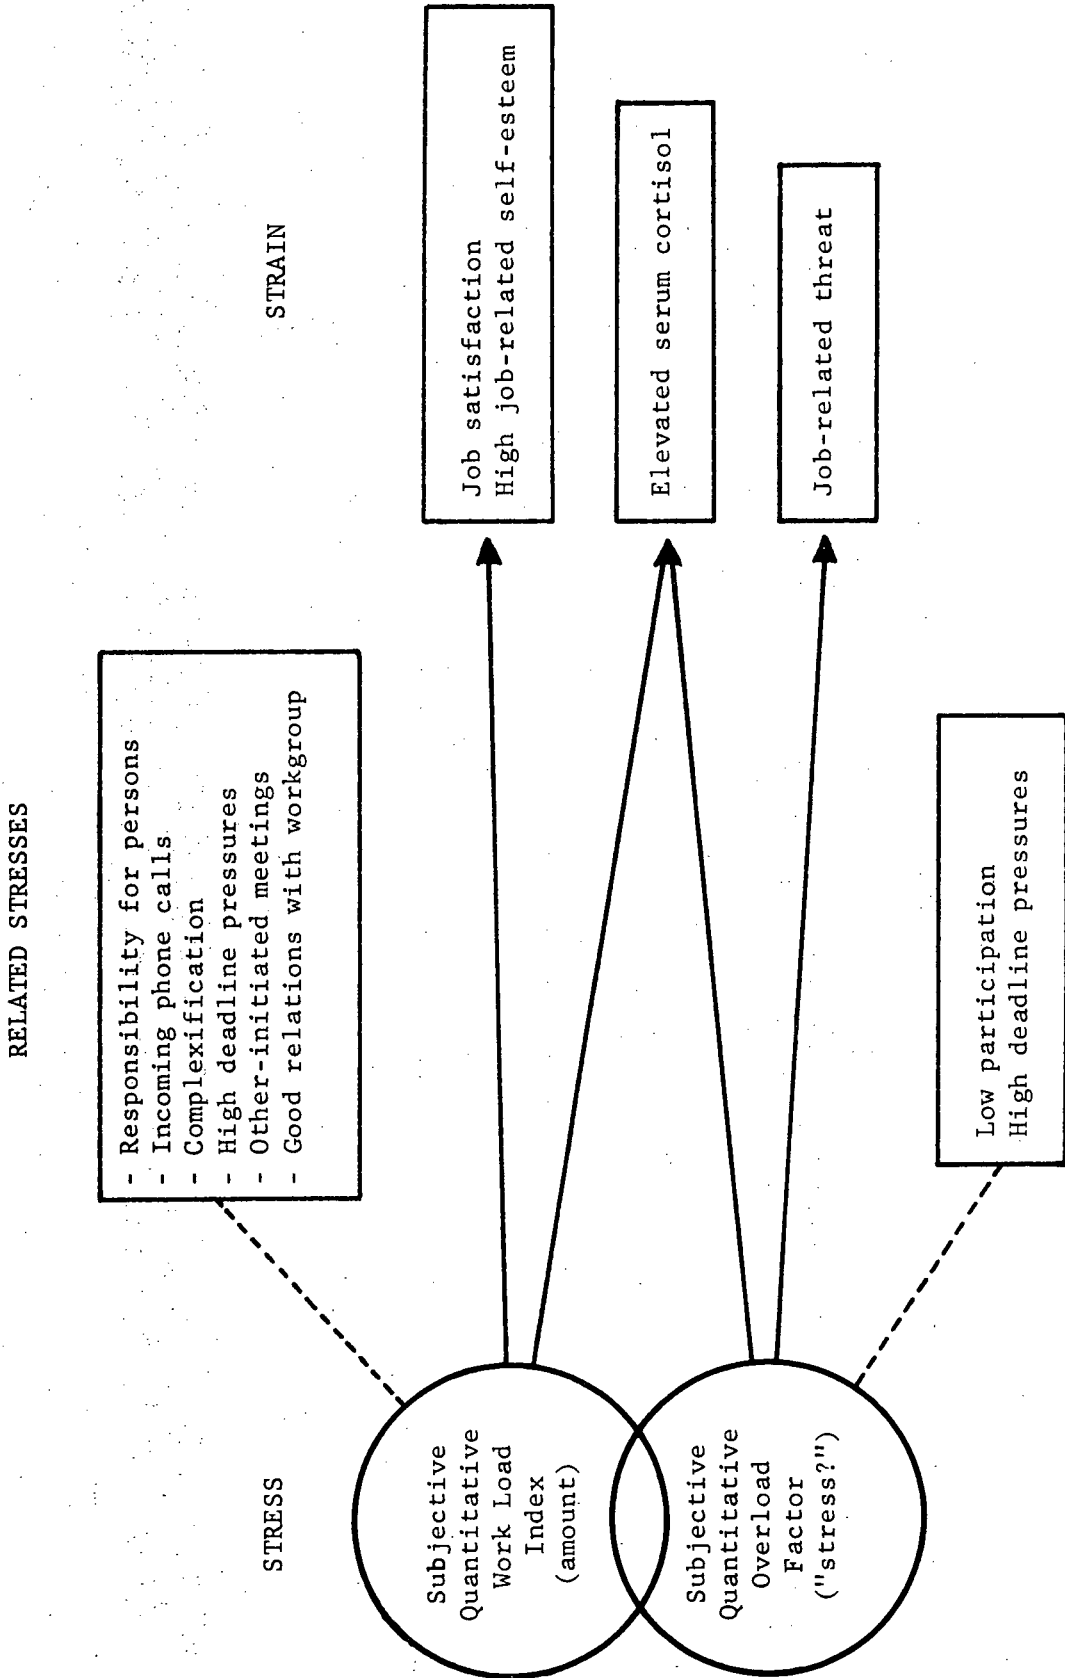 RELATED STRESSES
STRESS
STRAIN
- Responsibility for persons
- Incoming phone calls
- Complexification
- High deadline pressures
- Other-initiated meetings
- Good relations with workgroup
Subjective
Quantitative
Work Load
Index
(amount)
Subjective
Quantitative
Overload
Factor
("stress?")
Low participation
High deadline pressures
Job satisfaction
High job-related self-esteem
Elevated serum cortisol
Job-related threat